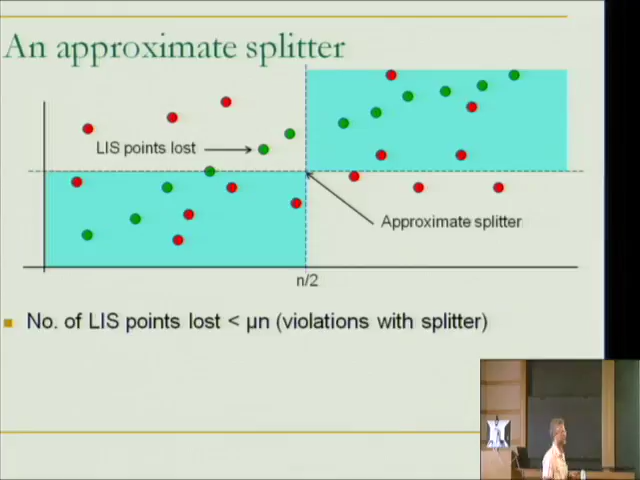 An approximate splitter
LIS points lost
Approximate splitter
n/2
No. of LIS points lost < μn (violations with splitter)